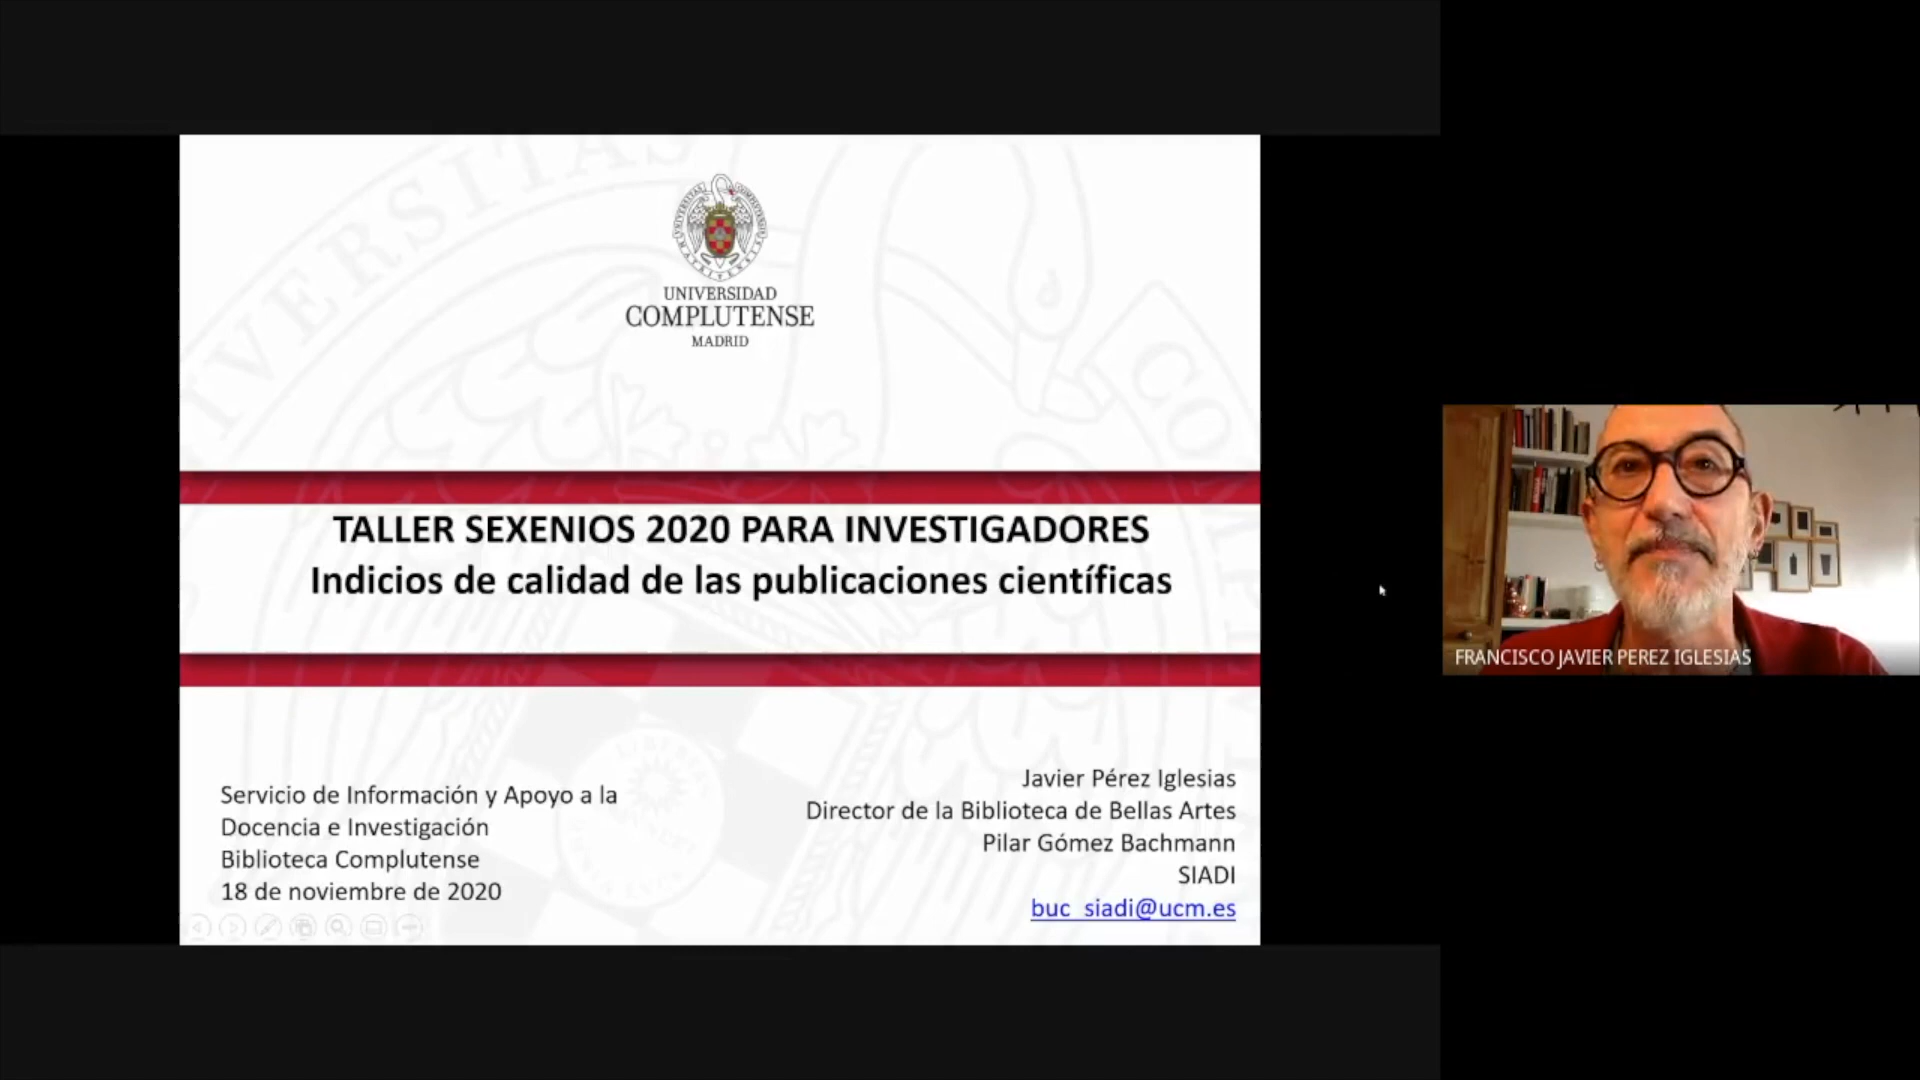 UNIVERSIDAD
COMPLUTENSE
MADRID
TALLER SEXENIOS 2020 PARA INVESTIGADORES
Indicios de calidad de las publicaciones científicas
Servicio de Información y Apoyo a la
Docencia e Investigación
Biblioteca Complutense
18 de noviembre de 2020
Javier Pérez Iglesias
Director de la Biblioteca de Bellas Artes
Pilar Gómez Bachmann
SIADI
buc_siadi@ucm.es
FRANCISCO JAVIER PEREZ IGLESIAS